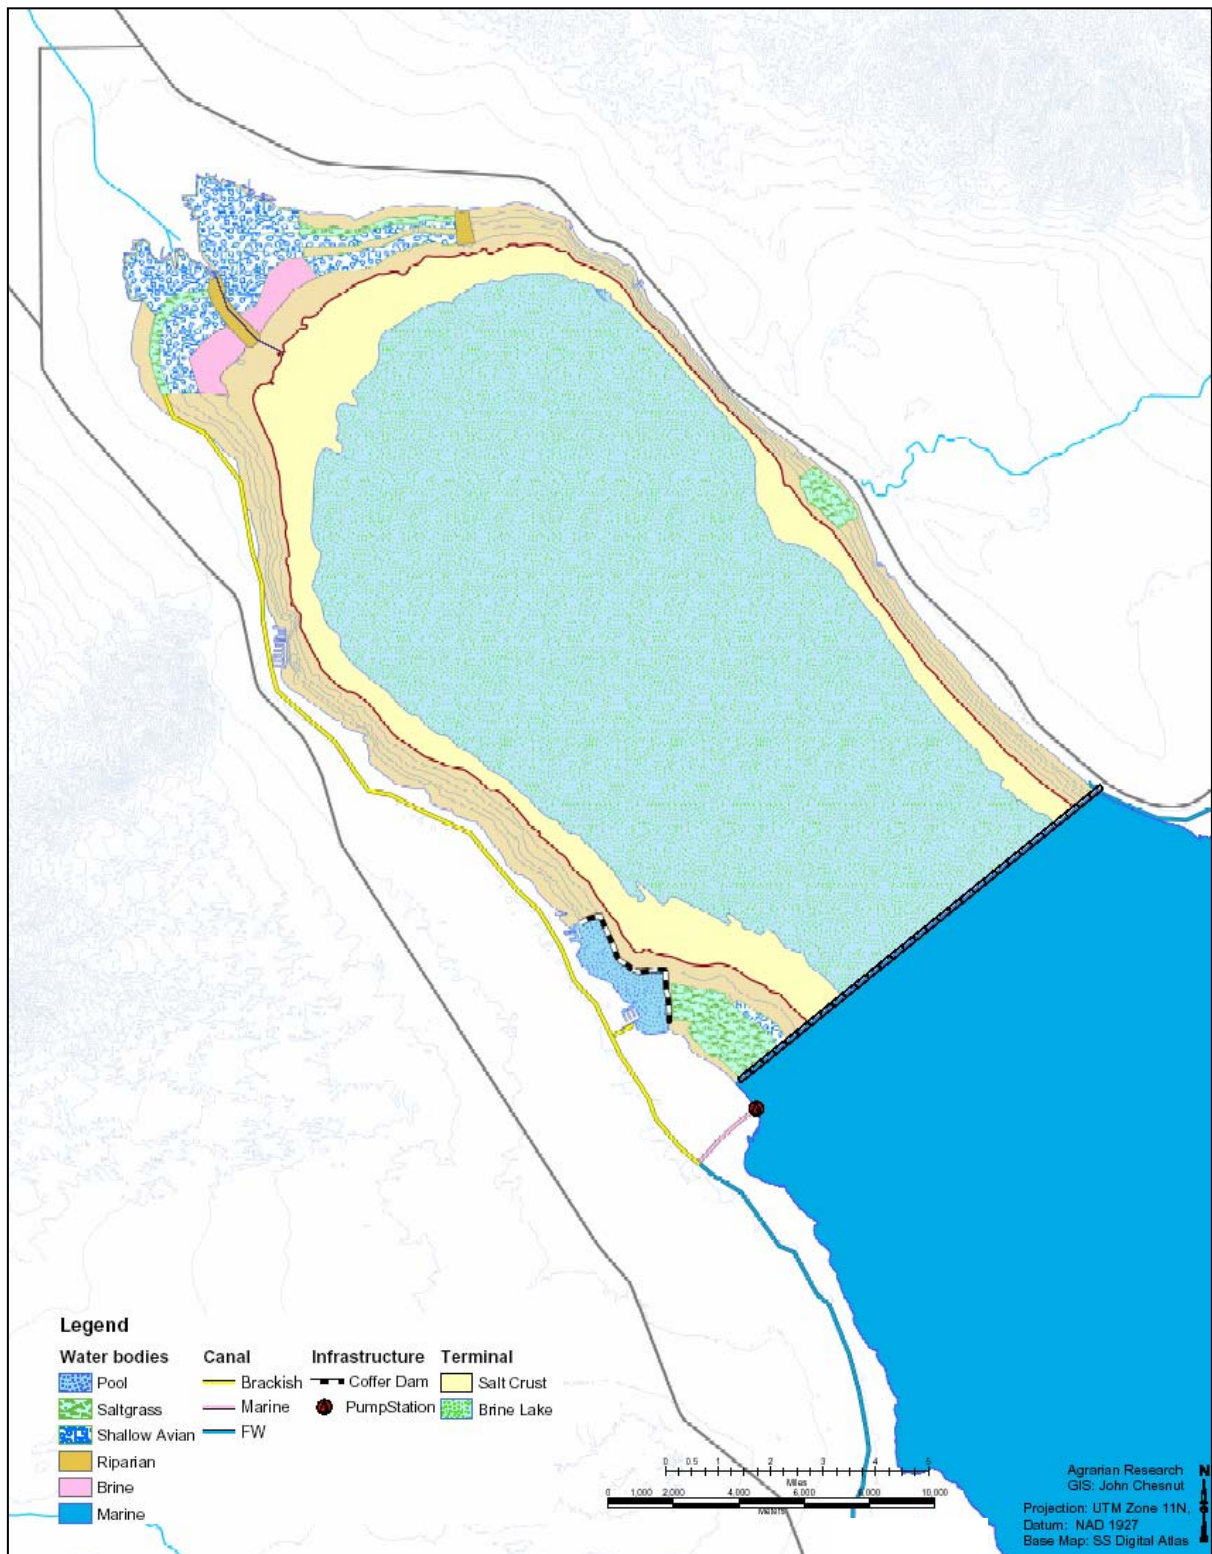 Legend
Water bodies Canal Infrastructure Terminal
Pool Brackish Coffer Dam Salt Crust
Saltgrass Marine PumpStation Brine Lake
Shallow Avian FW
Riparian
Brine
Marine
0 0.5 1 2 3 4 5
Miles
0 1,000 2,000 4,000 6,000 8,000 10,000
Meters
Agrarian Research N
GIS: John Chesnut
Projection: UTM Zone 11N,
Datum: NAD 1927
Base Map: SS Digital Atlas